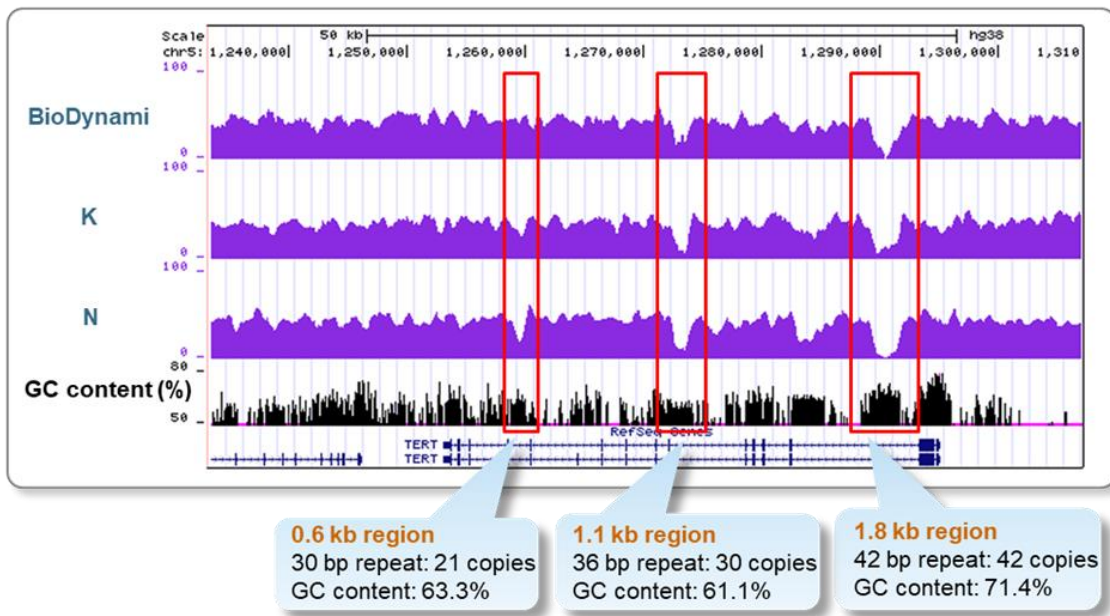 Scale 50 kb hg38
chr5: 1,240,000 1,250,000 1,260,000 1,270,000 1,280,000 1,290,000 1,300,000 1,310
100
BioDynami
0
100
K
0
100
N
0
80
GC content (%)
50
RefSeq Genes
TERT
TERT
0.6 kb region
30 bp repeat: 21 copies
GC content: 63.3%
1.1 kb region
36 bp repeat: 30 copies
GC content: 61.1%
1.8 kb region
42 bp repeat: 42 copies
GC content: 71.4%